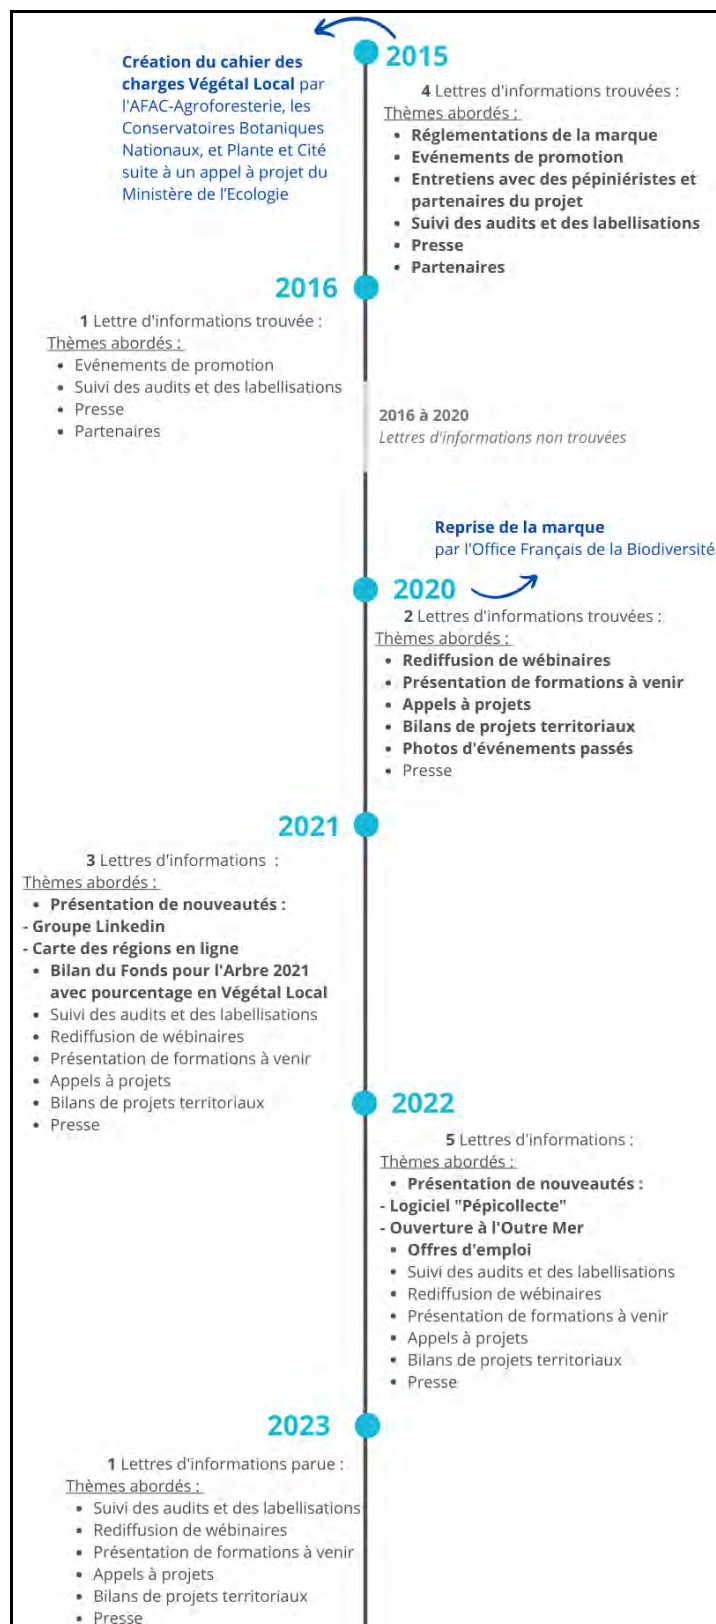 2015
Création du cahier des
charges Végétal Local par
l'AFAC-Agroforesterie, les
Conservatoires Botaniques
Nationaux, et Plante et Cité
suite à un appel à projet du
Ministère de l'Ecologie
4 Lettres d'informations trouvées :
Thèmes abordés :
• Réglementations de la marque
• Evénements de promotion
• Entretiens avec des pépiniéristes et
partenaires du projet
• Suivi des audits et des labellisations
• Presse
• Partenaires
2016
1 Lettre d'informations trouvée :
Thèmes abordés :
• Evénements de promotion
• Suivi des audits et des labellisations
• Presse
• Partenaires
2016 à 2020
Lettres d'informations non trouvées
Reprise de la marque
par l'Office Français de la Biodiversité
2020
2 Lettres d'informations trouvées :
Thèmes abordés :
• Rediffusion de wébinaires
• Présentation de formations à venir
• Appels à projets
• Bilans de projets territoriaux
• Photos d'événements passés
• Presse
2021
3 Lettres d'informations :
Thèmes abordés :
• Présentation de nouveautés :
- Groupe Linkedin
- Carte des régions en ligne
• Bilan du Fonds pour l'Arbre 2021
avec pourcentage en Végétal Local
• Suivi des audits et des labellisations
• Rediffusion de wébinaires
• Présentation de formations à venir
• Appels à projets
• Bilans de projets territoriaux
• Presse
2022
5 Lettres d'informations :
Thèmes abordés :
• Présentation de nouveautés :
- Logiciel "Pépicollecte"
- Ouverture à l'Outre Mer
• Offres d'emploi
• Suivi des audits et des labellisations
• Rediffusion de wébinaires
• Présentation de formations à venir
• Appels à projets
• Bilans de projets territoriaux
• Presse
2023
1 Lettres d'informations parue :
Thèmes abordés :
• Suivi des audits et des labellisations
• Rediffusion de wébinaires
• Présentation de formations à venir
• Appels à projets
• Bilans de projets territoriaux
• Presse